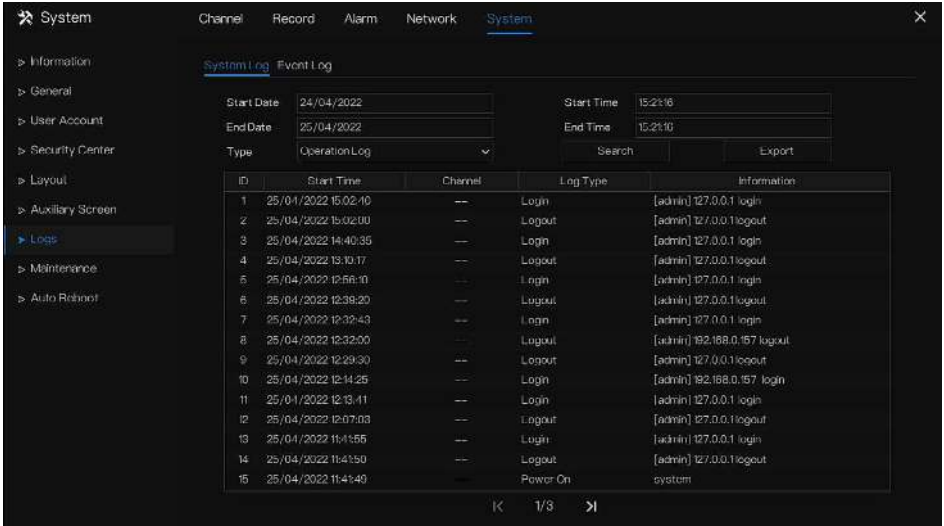 System Channel Record Alarm Network System
Information
General
User Account
Security Center
Layout
Auxiliary Screen
Logs
Maintenance
Auto Reboot
System Log Event Log
Start Date 24/04/2022 Start Time 15:21:16
End Date 25/04/2022 End Time 15:21:16
Type Operation Log Search Export
ID Start Time Channel Log Type Information
1 25/04/2022 15:02:40 -- Login [admin] 127.0.0.1 login
2 25/04/2022 15:02:00 -- Logout [admin] 127.0.0.1 logout
3 25/04/2022 14:40:35 -- Login [admin] 127.0.0.1 login
4 25/04/2022 13:10:17 -- Logout [admin] 127.0.0.1 logout
5 25/04/2022 12:56:10 -- Login [admin] 127.0.0.1 login
6 25/04/2022 12:39:20 -- Logout [admin] 127.0.0.1 logout
7 25/04/2022 12:32:43 -- Login [admin] 127.0.0.1 login
8 25/04/2022 12:32:00 -- Logout [admin] 192.168.0.157 logout
9 25/04/2022 12:29:30 -- Logout [admin] 127.0.0.1 logout
10 25/04/2022 12:14:25 -- Login [admin] 192.168.0.157 login
11 25/04/2022 12:13:41 -- Login [admin] 127.0.0.1 login
12 25/04/2022 12:07:03 -- Logout [admin] 127.0.0.1 logout
13 25/04/2022 11:41:55 -- Login [admin] 127.0.0.1 login
14 25/04/2022 11:41:50 -- Logout [admin] 127.0.0.1 logout
15 25/04/2022 11:41:49 -- Power On system
1/3